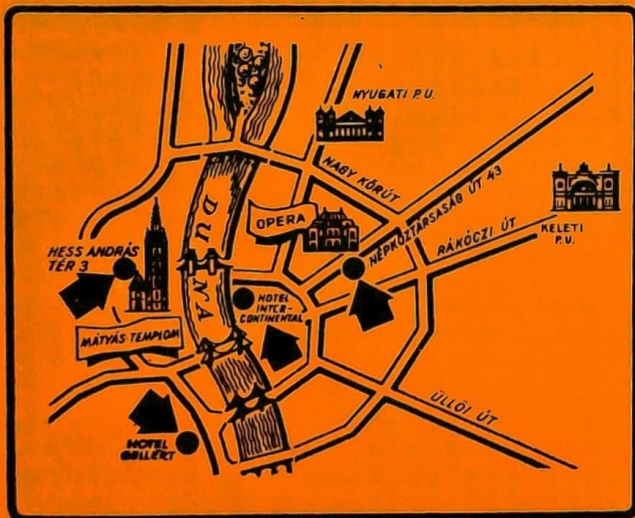 NYUGATI P.U.
NAGY KÖRÚT
NÉPKÖZTÁRSASÁG ÚT 43
OPERA
DUNA
KELETI
P.U.
RÁKÓCZI ÚT
HESS ANDRÁS
TÉR 3
HOTEL
INTER-
CONTINENTAL
MÁTYÁS TEMPLOM
ÜLLŐI ÚT
HOTEL
GELLÉRT